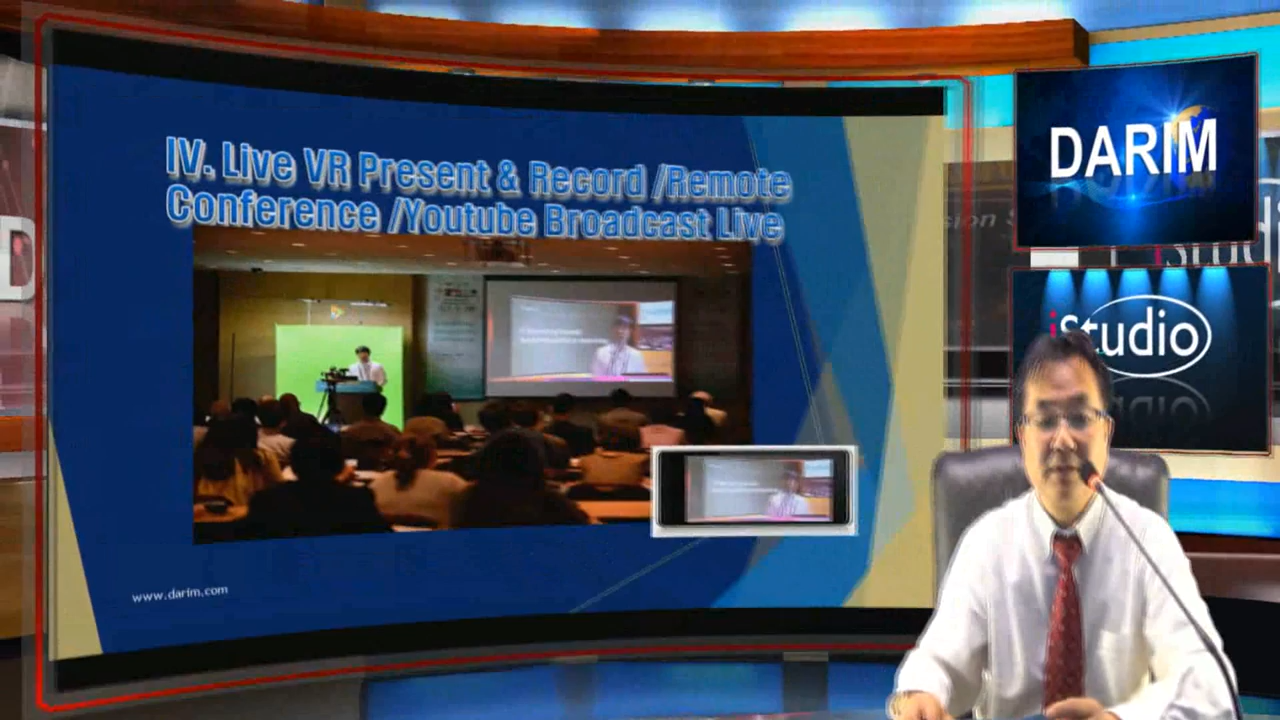 IV. Live VR Present & Record /Remote
Conference /Youtube Broadcast Live
www.darim.com
DARIM
iStudio